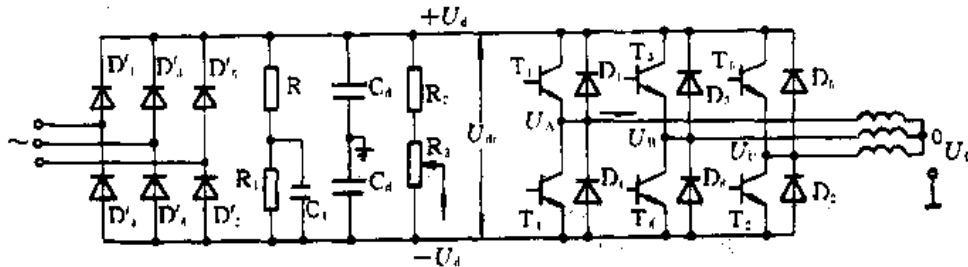 +U_d
D'_1 D'_3 D'_5 R C_d R_2 U_dc T_1 D_1 T_3 D_3 T_5 D_5
~ U_A U_B U_C 0 U_0
R_1 C_1 C_d R_3
D'_4 D'_6 D'_2 T_4 D_4 T_6 D_6 T_2 D_2
-U_d